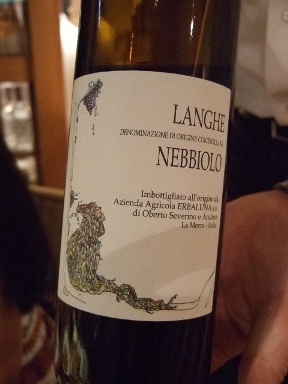 LANGHE
DENOMINAZIONE DI ORIGINE CONTROLLATA
NEBBIOLO
Imbottigliato all'origine da
Azienda Agricola ERBALUNA s.s.
di Oberto Severino e Andrea
La Morra - Italia